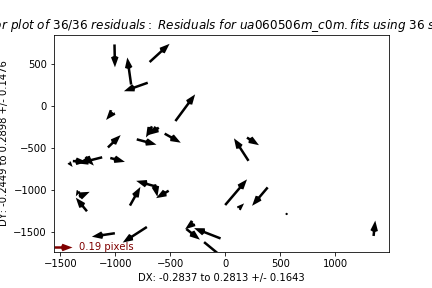 or plot of 36/36 residuals: Residuals for ua060506m_c0m.fits using 36 s
DY: -0.2449 to 0.2898 +/- 0.1476
500
0
−500
−1000
−1500
0.19 pixels
−1500 −1000 −500 0 500 1000
DX: -0.2837 to 0.2813 +/- 0.1643